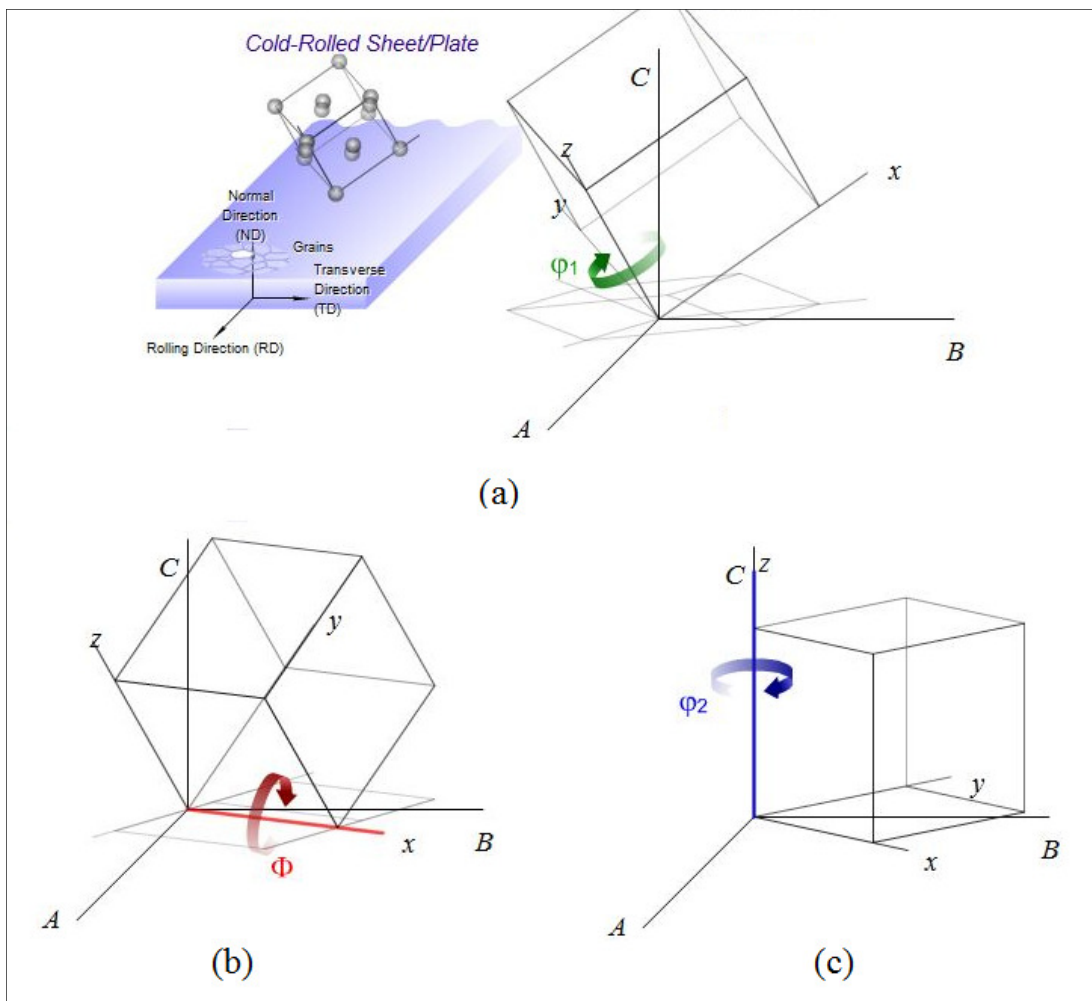 Cold-Rolled Sheet/Plate
Normal
Direction
(ND)
Grains
Transverse
Direction
(TD)
Rolling Direction (RD)
C
z
y
x
φ1
B
A
(a)
C
z
y
x
B
Φ
A
(b)
C
z
φ2
y
x
B
A
(c)